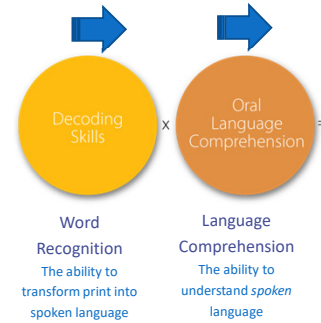 Decoding
Skills
x
Oral
Language
Comprehension
=
Word
Recognition
The ability to
transform print into
spoken language
Language
Comprehension
The ability to
understand spoken
language